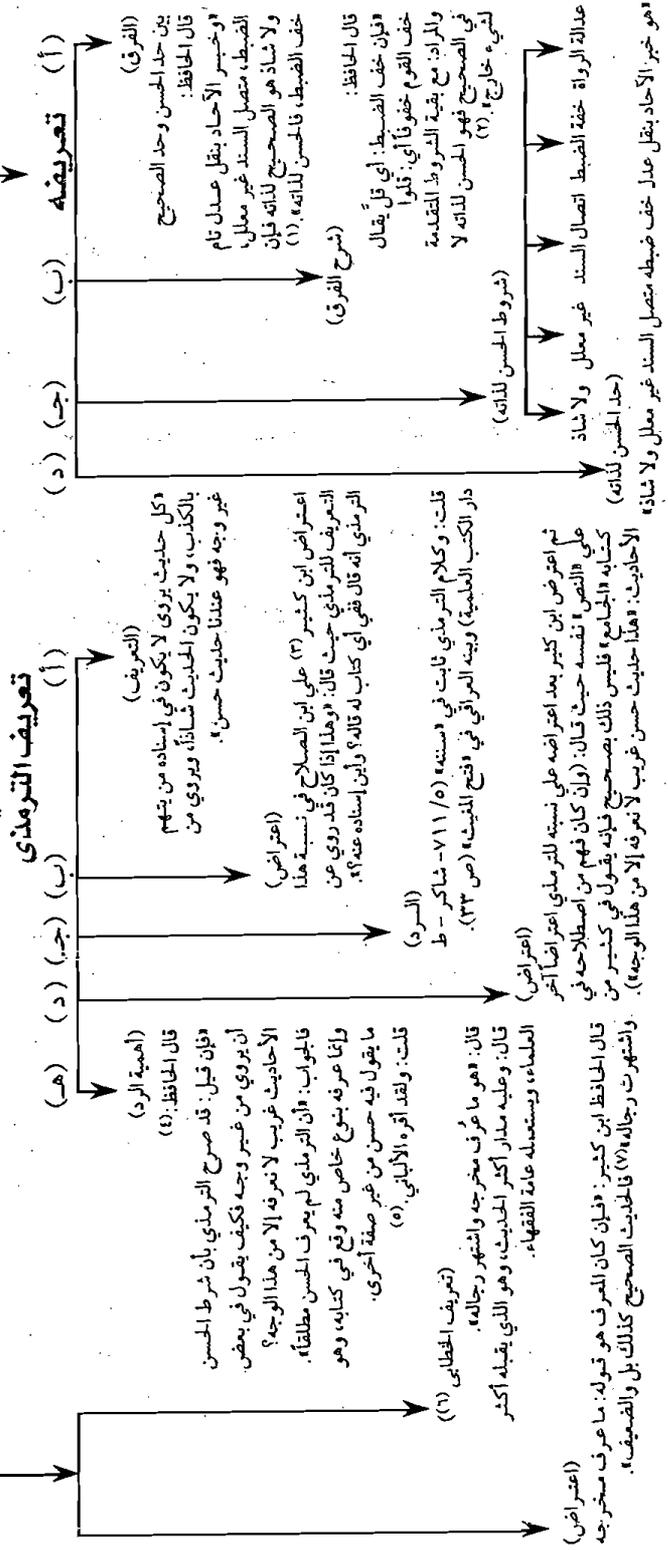 تعريفه
(أ)
(ب)
(جـ)
(د)
(الفرق)
بين حد الحسن وحد الصحيح
قال الحافظ:
«وخبر الآحاد بنقل عدل تام
الضبط، متصل السند غير معلل،
ولا شاذ هو الصحيح لذاته فإن
خف الضبط، فالحسن لذاته».(١)
(شرح الفرق)
قال الحافظ:
«فإن خف الضبط: أي قلَّ يقال
خف القوم خفوفاً أي: قلوا
والمراد: مع بقية الشروط المتقدمة
في الصحيح فهو الحسن لذاته لا
لشيء خارج».(٢)
(شروط الحسن لذاته)
عدالة الرواة خفة الضبط اتصال السند غير معلل ولا شاذ
(حد الحسن لذاته)
«هو خبر الآحاد بنقل عدل خف ضبطه متصل السند غير معلل ولا شاذ»
تعريف الترمذي
(أ)
(ب)
(جـ)
(د)
(هـ)
(التعريف)
«كل حديث يروى لا يكون في إسناده من يتهم
بالكذب، ولا يكون الحديث شاذاً، ويروى من
غير وجه فهو عندنا حديث حسن».
(اعتراض)
اعتراض ابن كثير (٣) على ابن الصلاح في نسبة هذا
التعريف للترمذي حيث قال: «وهذا إذا كان قد روي عن
الترمذي أنه قال ففي أي كتاب له قاله؟ وأين إسناده عنه؟».
(الرد)
قلت: وكلام الترمذي ثابت في «سننه» (٥/ ٧١١- شاكر - ط
دار الكتب العلمية) وبينه العراقي في «فتح المغيث» (ص ٣٣).
(اعتراض)
ثم اعترض ابن كثير بعد اعتراضه على نسبته للترمذي اعتراضاً آخر
على «النص» نفسه حيث قال: (وإن كان فهم من اصطلاحه في
كتابه «الجامع» فليس ذلك بصحيح فإنه يقول في كثير من
الأحاديث: «هذا حديث حسن غريب لا نعرفه إلا من هذا الوجه»).
(أهمية الرد)
قال الحافظ:(٤)
«فإن قيل: قد صرح الترمذي بأن شرط الحسن
أن يروي من غير وجه فكيف يقول في بعض
الأحاديث غريب لا نعرفه إلا من هذا الوجه؟
فالجواب: «أن الترمذي لم يعرف الحسن مطلقاً».
وإنما عرفه بنوع خاص منه وقع في كتابه، وهو
ما يقول فيه حسن من غير صفة أخرى.
قلت: ولقد أقره الألباني.(٥)
(تعريف الخطابي (٦))
قال: «هو ما عُرف مخرجه واشتهر رجاله».
قال: وعليه مدار أكثر الحديث، وهو الذي يقبله أكثر
العلماء، ويستعمله عامة الفقهاء.
(اعتراض)
قال الحافظ ابن كثير: «فإن كان المعرف هو قوله: ما عرف مخرجه
واشتهرت رجاله»(٧) فالحديث الصحيح كذلك بل والضعيف».